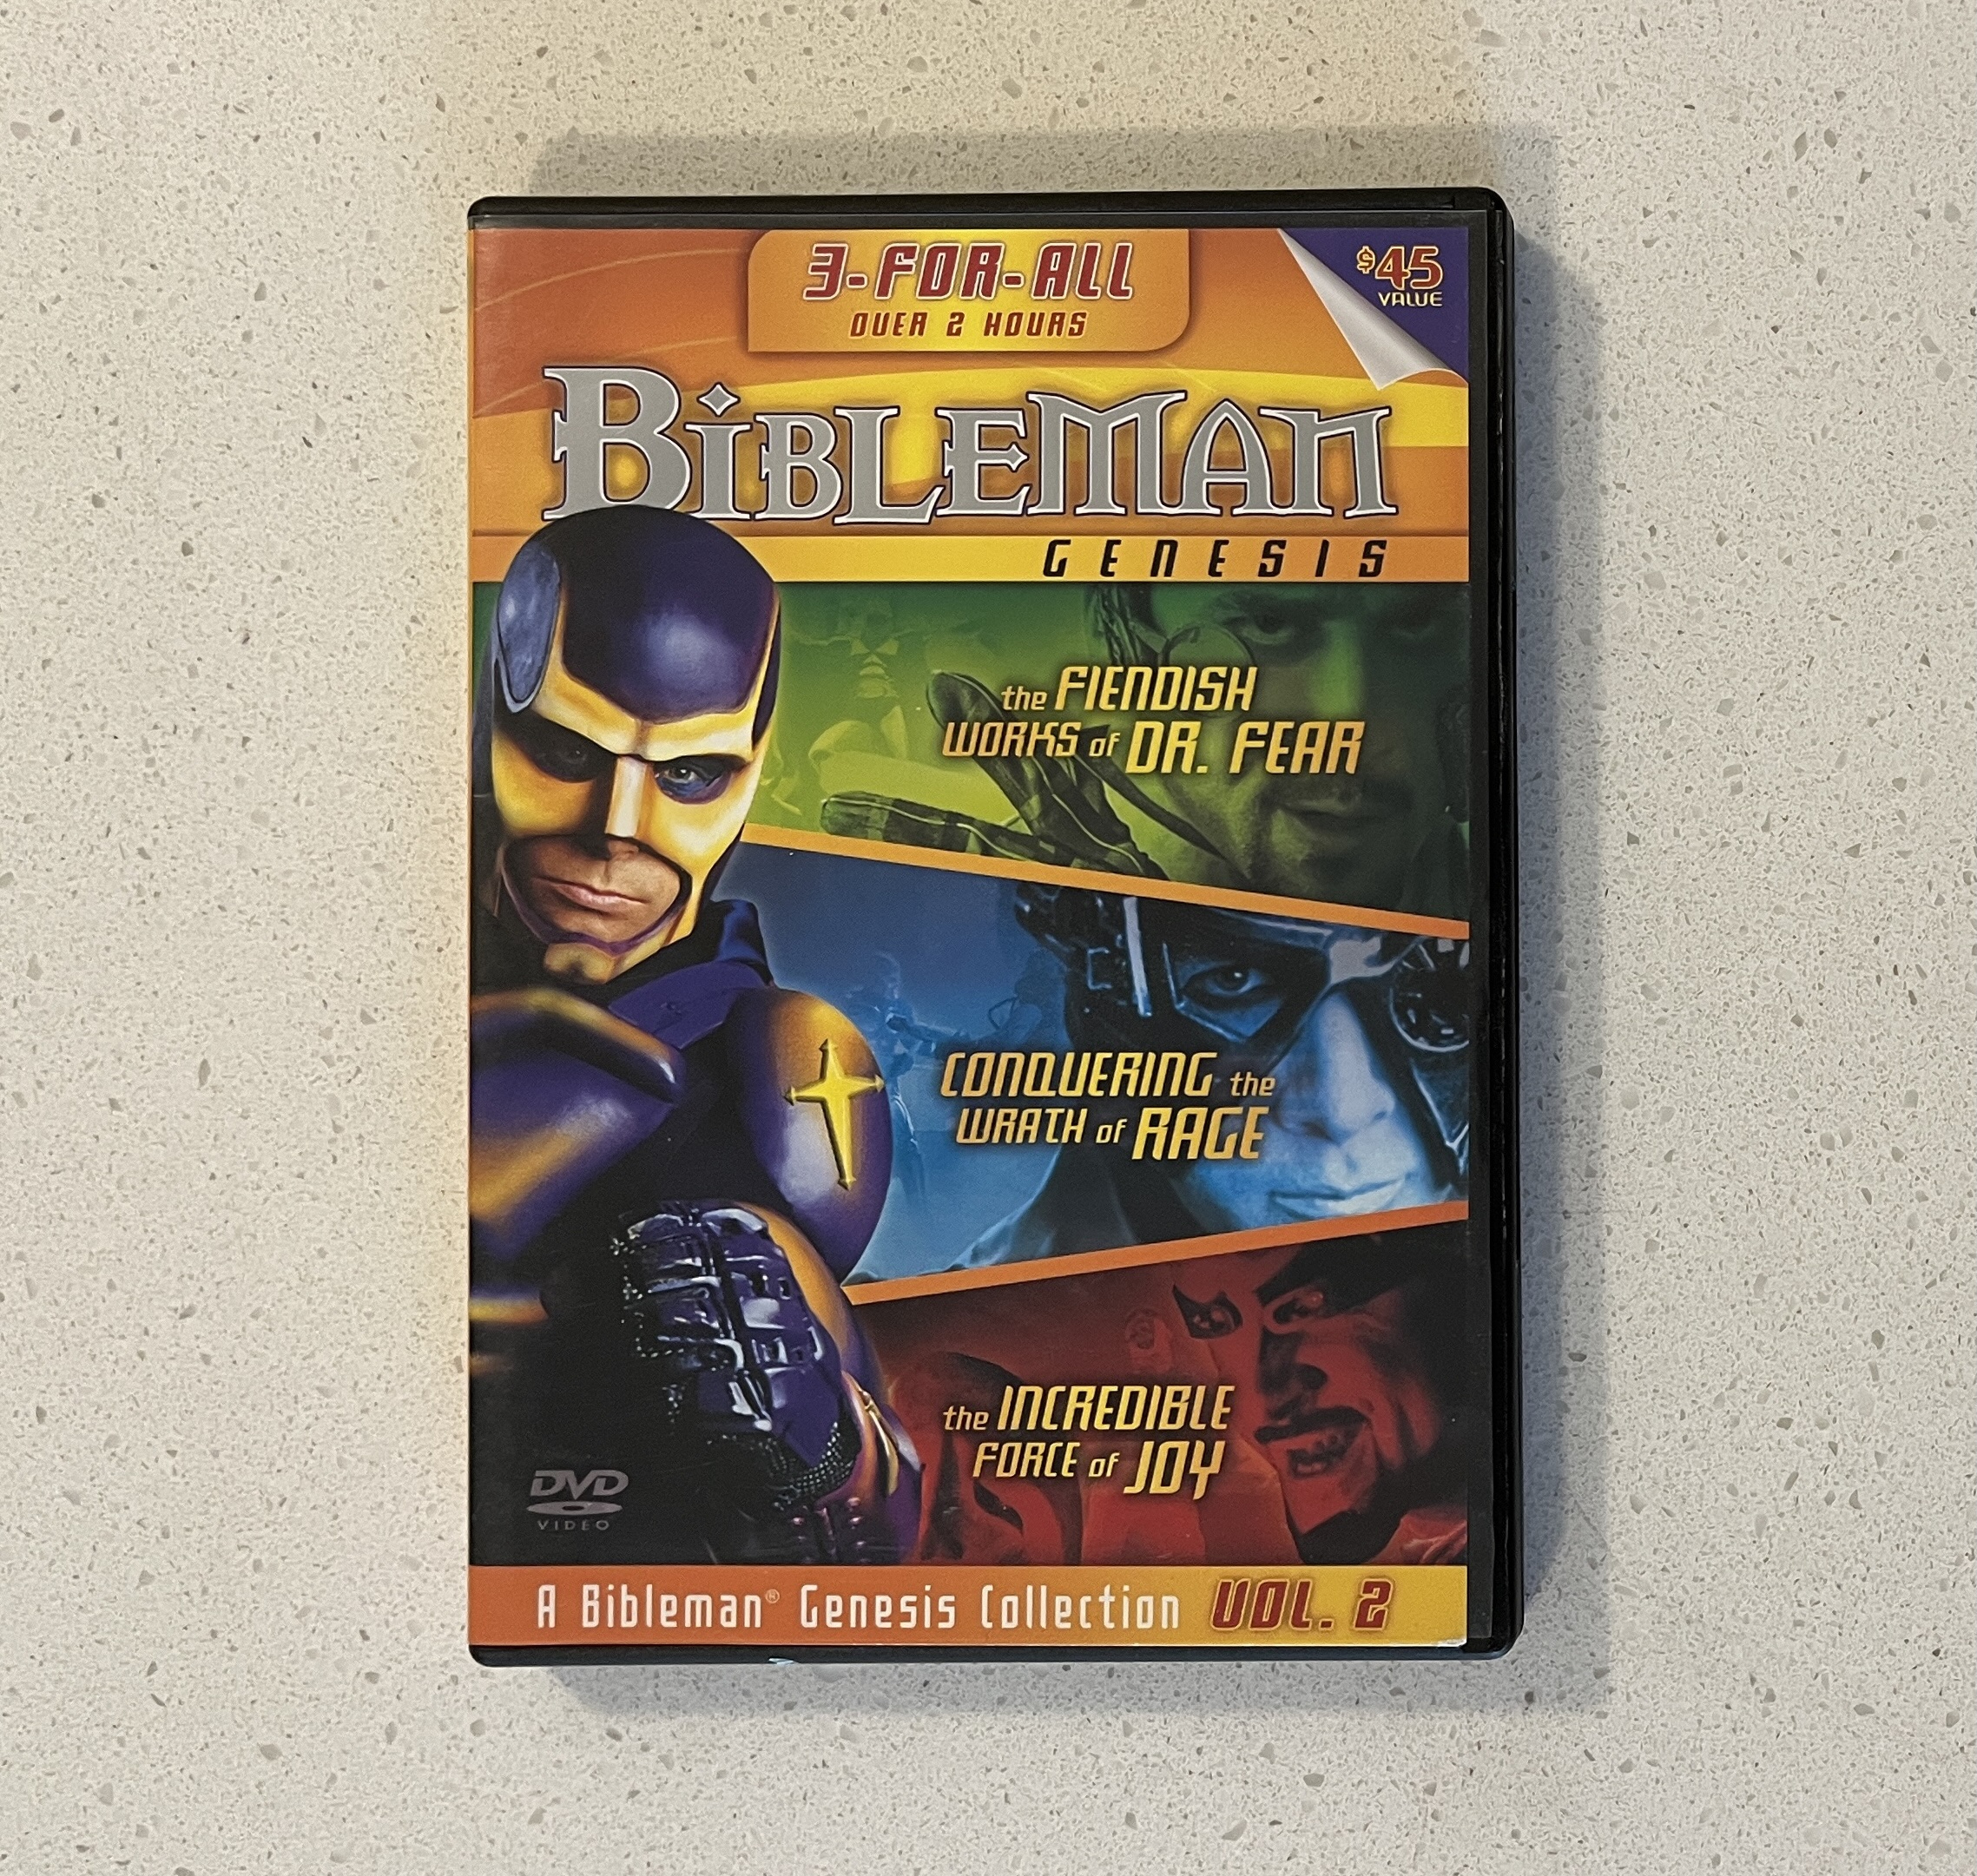 3-FOR-ALL
OVER 2 HOURS
$45
VALUE
BIBLEMAN
GENESIS
the FIENDISH
WORKS of DR. FEAR
CONQUERING the
WRATH of RAGE
the INCREDIBLE
FORCE of JOY
DVD
VIDEO
A Bibleman® Genesis Collection VOL. 2